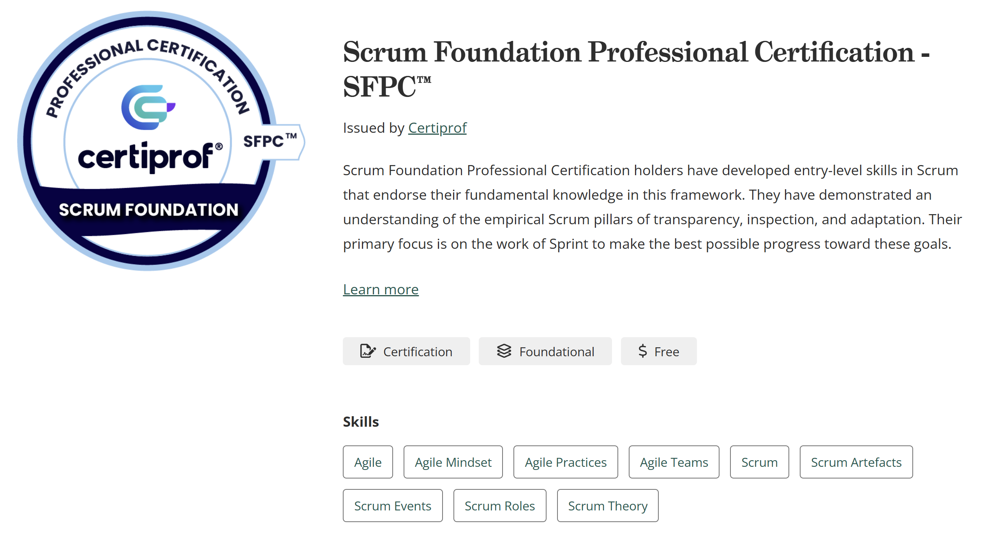 PROFESSIONAL CERTIFICATION
certiprof®
SFPC™
SCRUM FOUNDATION
Scrum Foundation Professional Certification -
SFPC™
Issued by Certiprof
Scrum Foundation Professional Certification holders have developed entry-level skills in Scrum
that endorse their fundamental knowledge in this framework. They have demonstrated an
understanding of the empirical Scrum pillars of transparency, inspection, and adaptation. Their
primary focus is on the work of Sprint to make the best possible progress toward these goals.
Learn more
Certification Foundational $ Free
Skills
Agile Agile Mindset Agile Practices Agile Teams Scrum Scrum Artefacts
Scrum Events Scrum Roles Scrum Theory